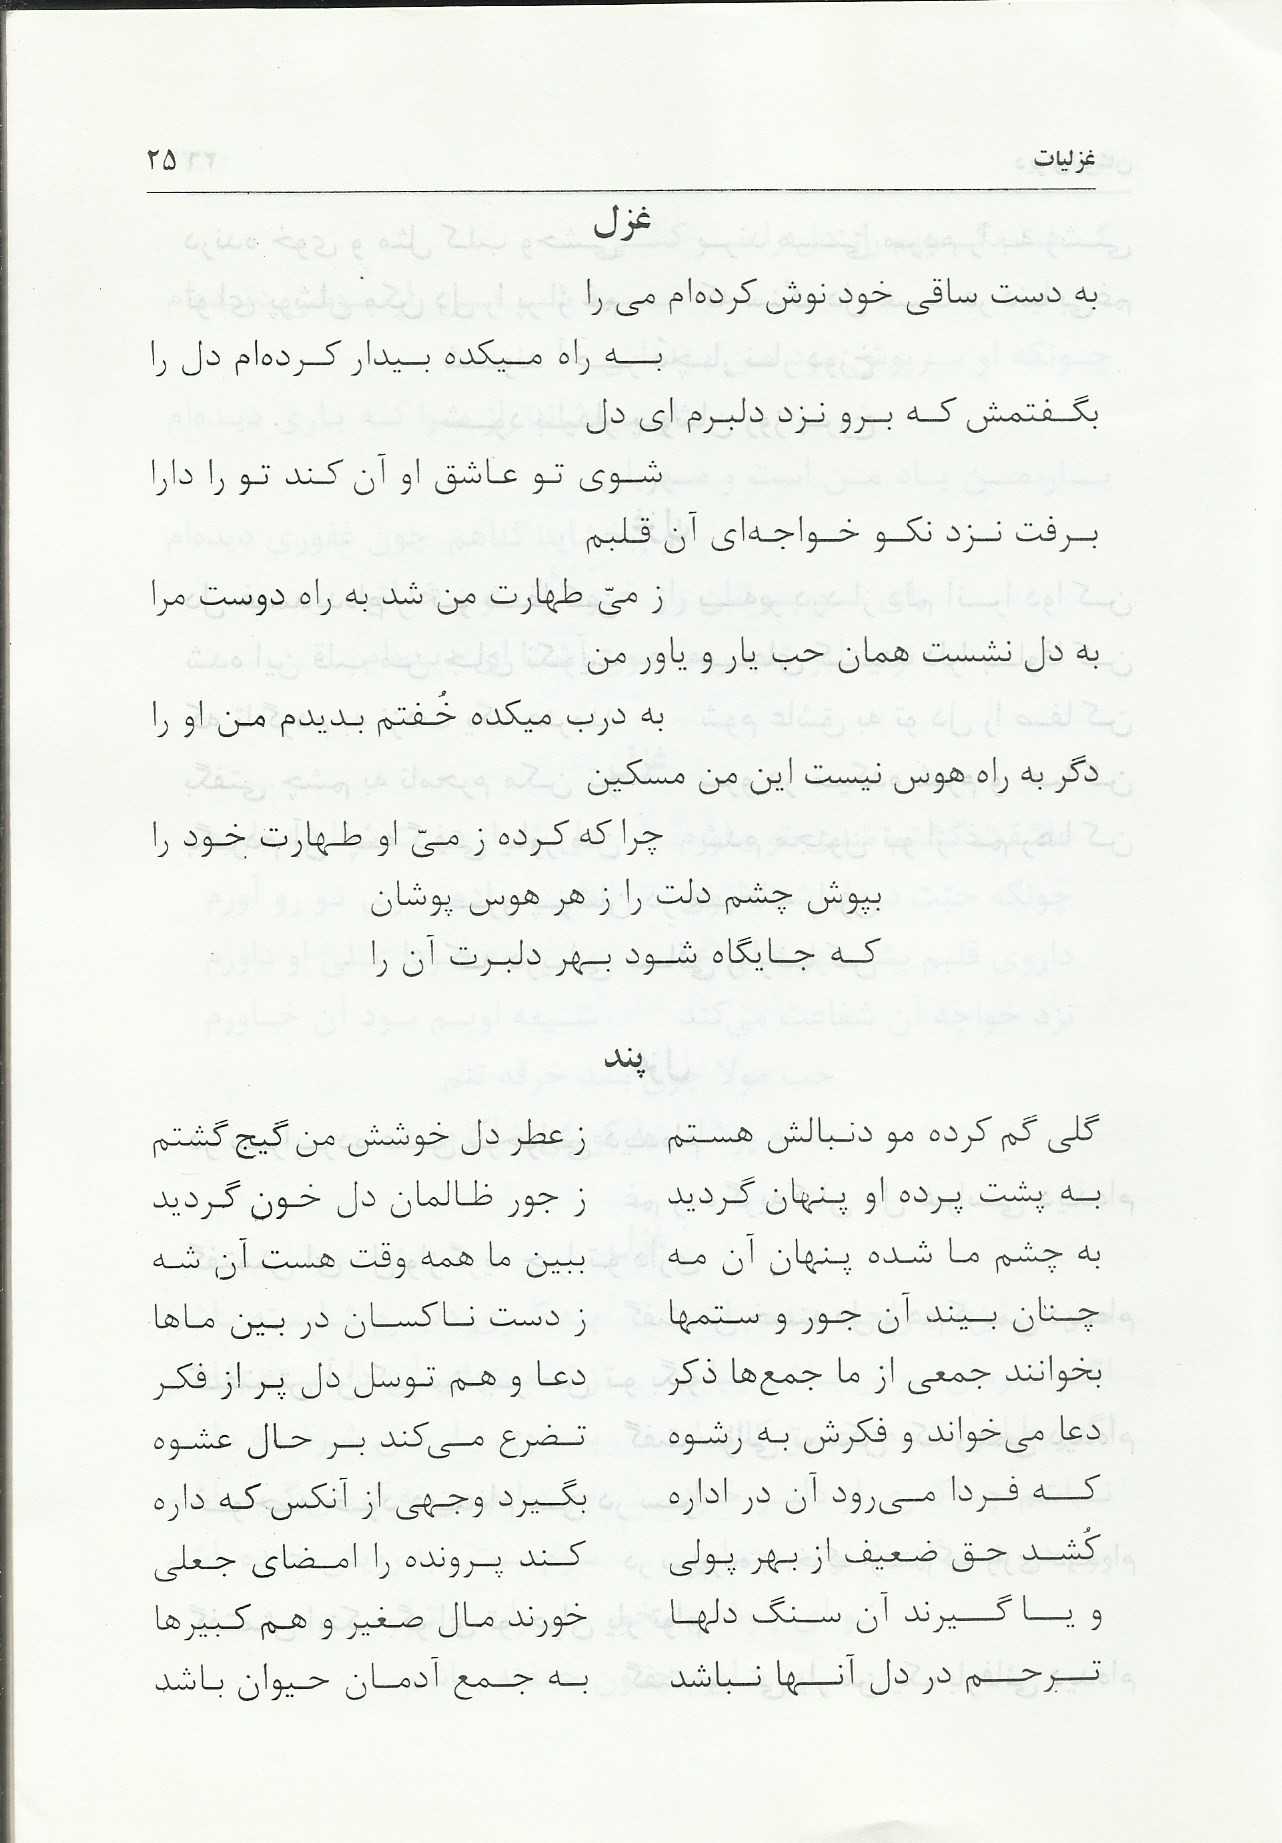 غزلیات ۲۵
غزل
به دست ساقی خود نوش کرده‌ام می را
به راه میکده بیدار کرده‌ام دل را
بگفتمش که برو نزد دلبرم ای دل
شوی تو عاشق او آن کند تو را دارا
برفت نزد نکو خواجه‌ای آن قلبم
ز میّ طهارت من شد به راه دوست مرا
به دل نشست همان حب یار و یاور من
به درب میکده خُفتم بدیدم من او را
دگر به راه هوس نیست این من مسکین
چرا که کرده ز میّ او طهارت خود را
بپوش چشم دلت را ز هر هوس پوشان
که جایگاه شود بهر دلبرت آن را
پند
گلی گم کرده مو دنبالش هستم ز عطر دل خوشش من گیج گشتم
به پشت پرده او پنهان گردید ز جور ظالمان دل خون گردید
به چشم ما شده پنهان آن مه ببین ما همه وقت هست آن شه
چنان بیند آن جور و ستمها ز دست ناکسان در بین ماها
بخوانند جمعی از ما جمع‌ها ذکر دعا و هم توسل دل پر از فکر
دعا می‌خواند و فکرش به رشوه تضرع می‌کند بر حال عشوه
که فردا می‌رود آن در اداره بگیرد وجهی از آنکس که داره
کُشد حق ضعیف از بهر پولی کند پرونده را امضای جعلی
و یا گیرند آن سنگ دلها خورند مال صغیر و هم کبیرها
ترحم در دل آنها نباشد به جمع آدمان حیوان باشد